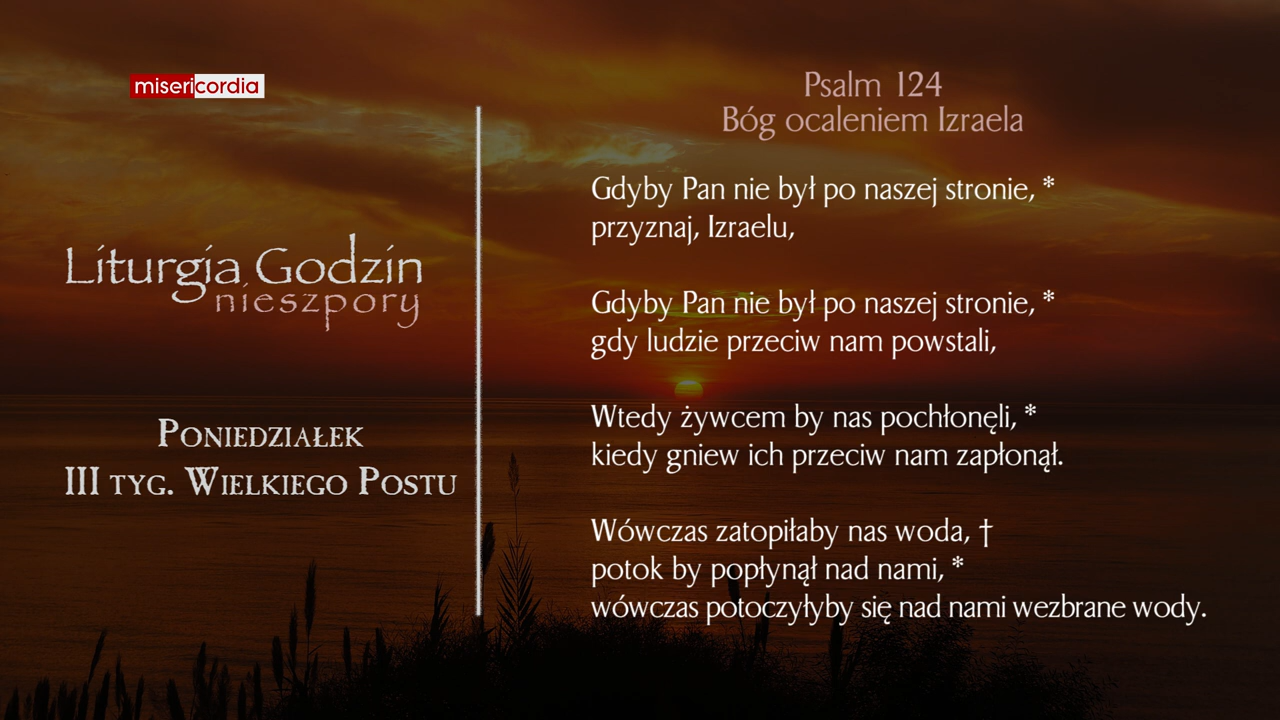 misericordia
Liturgia Godzin
nieszpory
Poniedziałek
III tyg. Wielkiego Postu
Psalm 124
Bóg ocaleniem Izraela
Gdyby Pan nie był po naszej stronie, *
przyznaj, Izraelu,
Gdyby Pan nie był po naszej stronie, *
gdy ludzie przeciw nam powstali,
Wtedy żywcem by nas pochłonęli, *
kiedy gniew ich przeciw nam zapłonął.
Wówczas zatopiłaby nas woda, †
potok by popłynął nad nami, *
wówczas potoczyłyby się nad nami wezbrane wody.